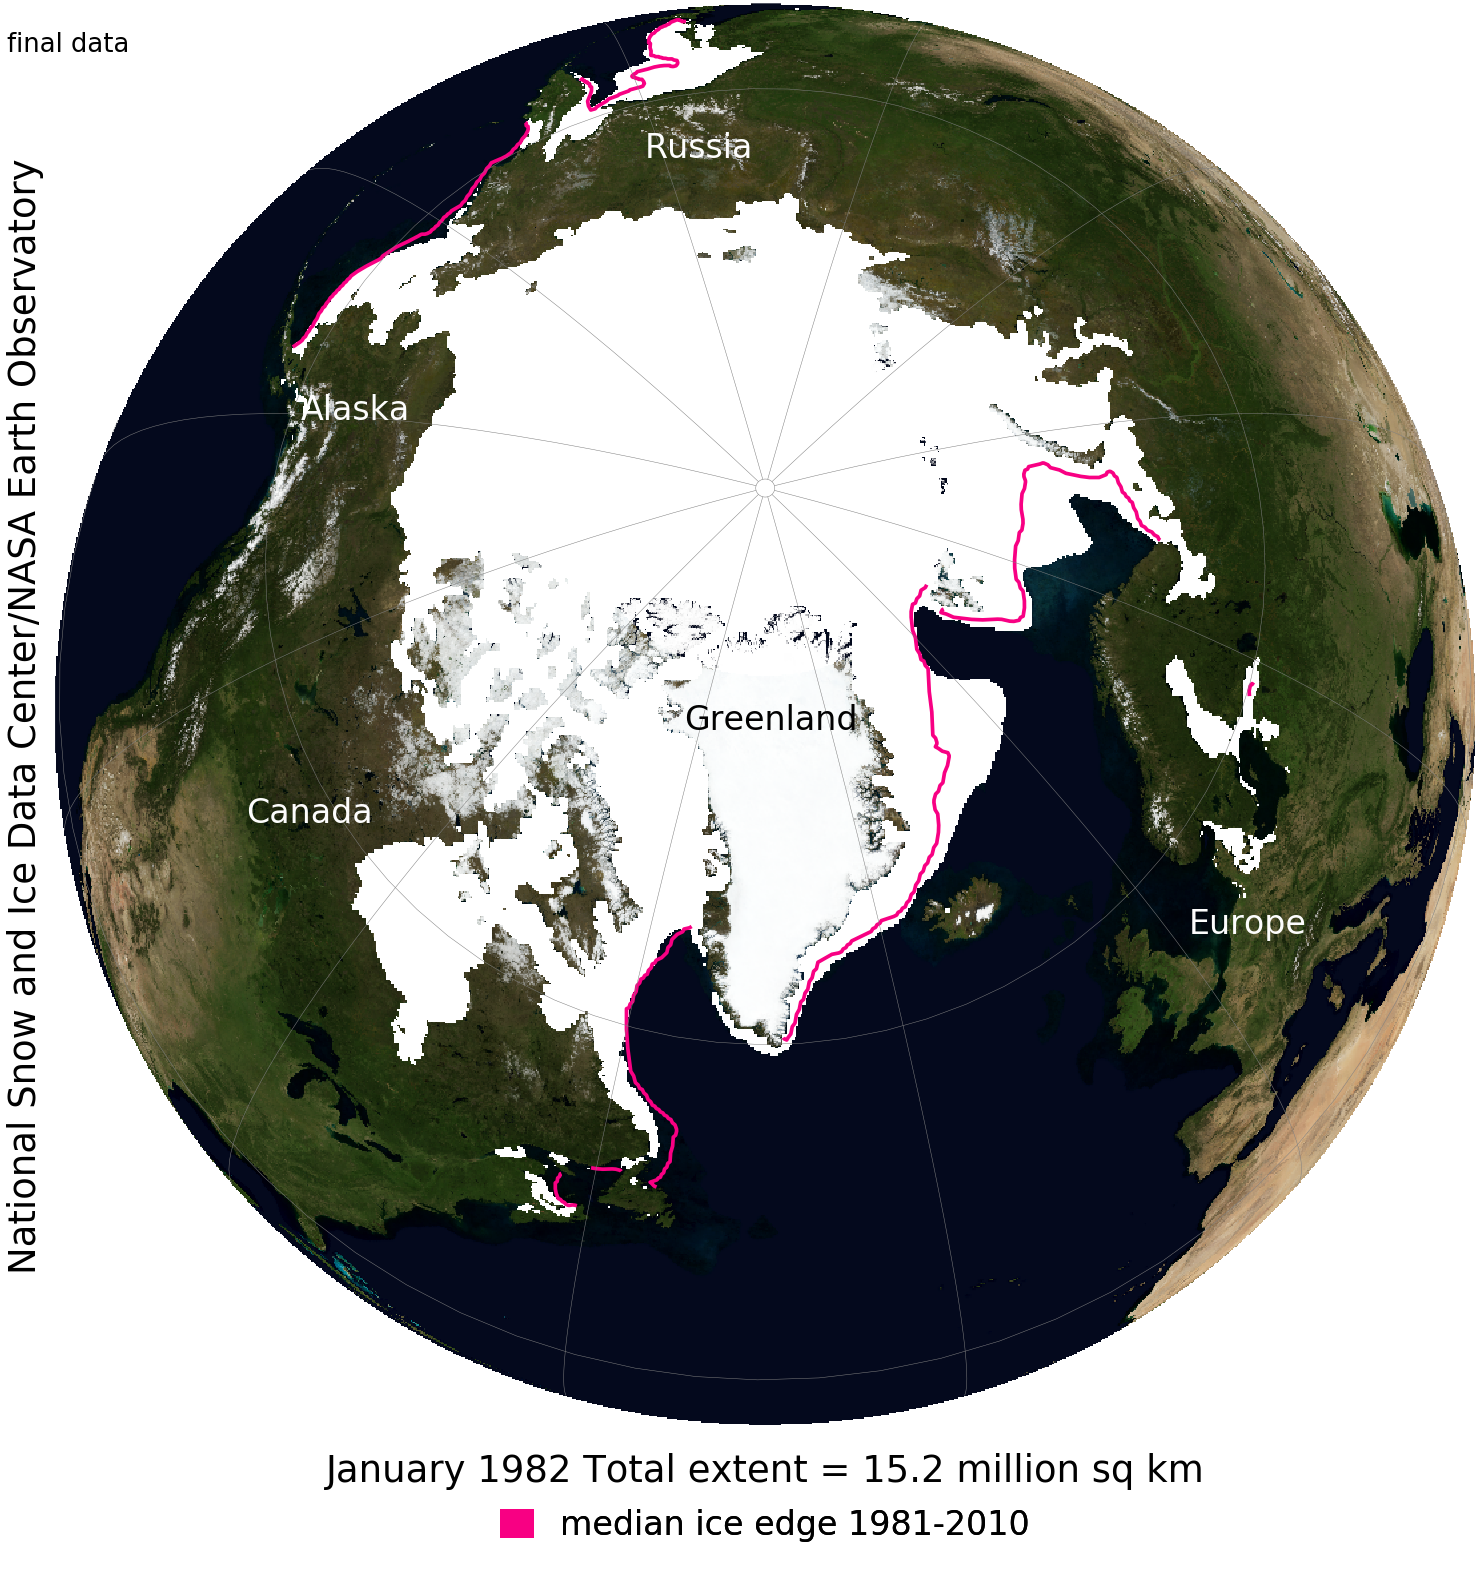 final data
National Snow and Ice Data Center/NASA Earth Observatory
Russia
Alaska
Greenland
Canada
Europe
January 1982 Total extent = 15.2 million sq km
median ice edge 1981-2010